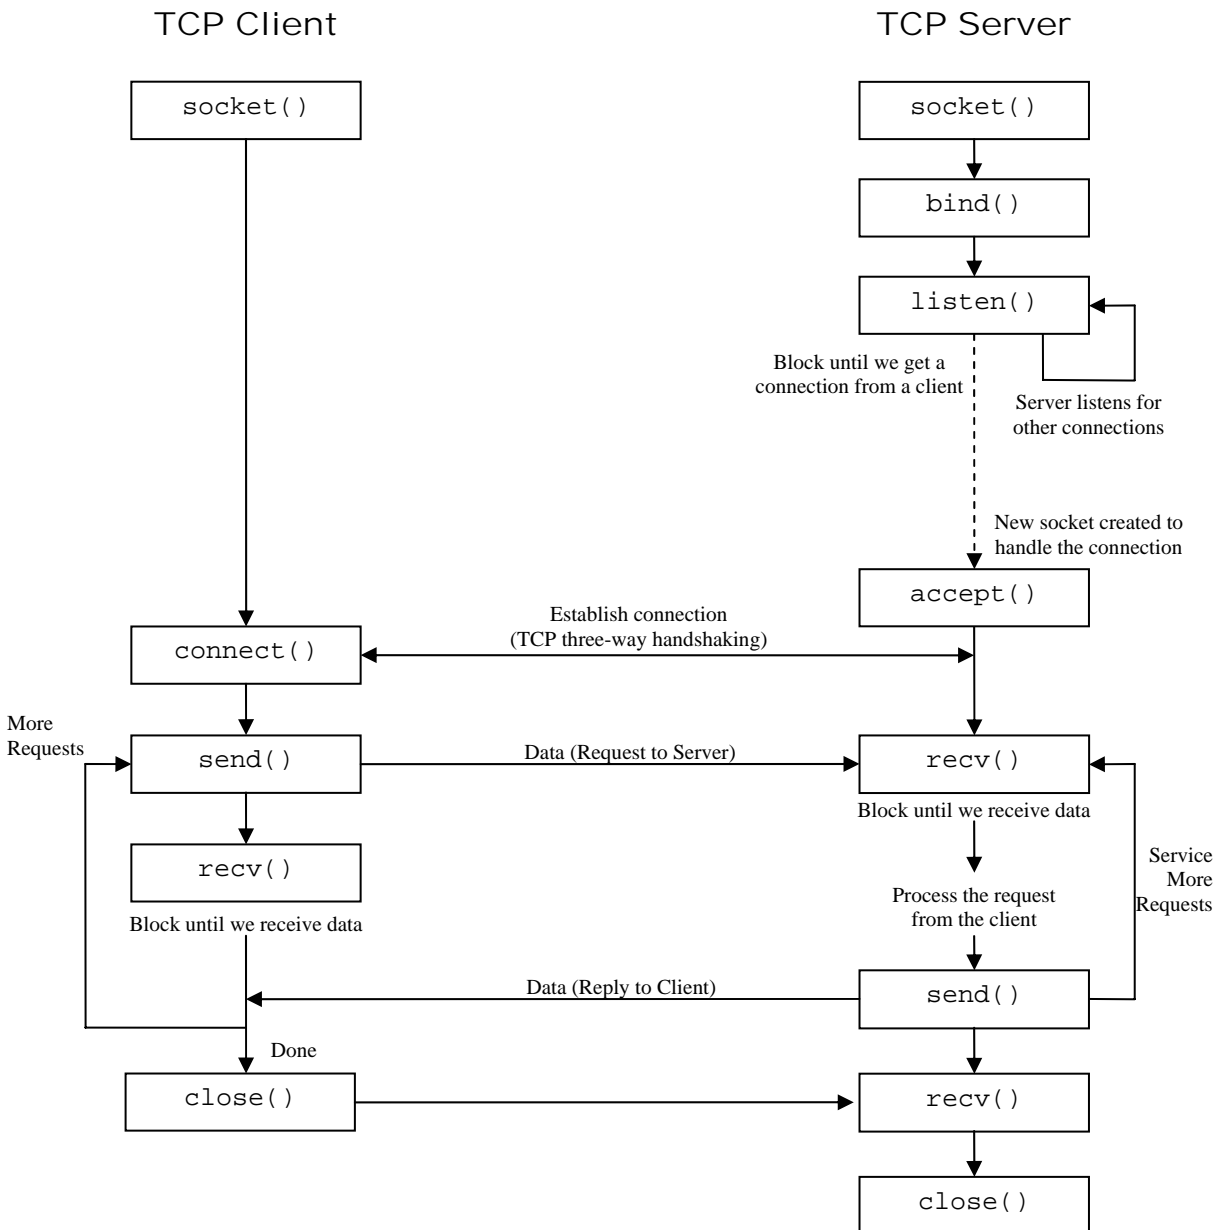 TCP Client
TCP Server
socket()
socket()
bind()
listen()
Block until we get a
connection from a client
Server listens for
other connections
New socket created to
handle the connection
accept()
Establish connection
(TCP three-way handshaking)
connect()
More
Requests
send()
Data (Request to Server)
recv()
Block until we receive data
recv()
Block until we receive data
Process the request
from the client
Service
More
Requests
Data (Reply to Client)
send()
Done
close()
recv()
close()